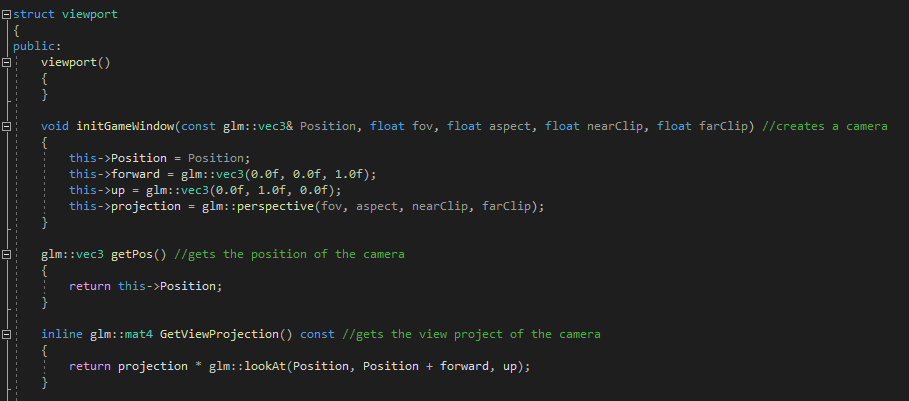 struct viewport
{
public:
    viewport()
    {
    }

    void initGameWindow(const glm::vec3& Position, float fov, float aspect, float nearClip, float farClip) //creates a camera
    {
        this->Position = Position;
        this->forward = glm::vec3(0.0f, 0.0f, 1.0f);
        this->up = glm::vec3(0.0f, 1.0f, 0.0f);
        this->projection = glm::perspective(fov, aspect, nearClip, farClip);
    }

    glm::vec3 getPos() //gets the position of the camera
    {
        return this->Position;
    }

    inline glm::mat4 GetViewProjection() const //gets the view project of the camera
    {
        return projection * glm::lookAt(Position, Position + forward, up);
    }